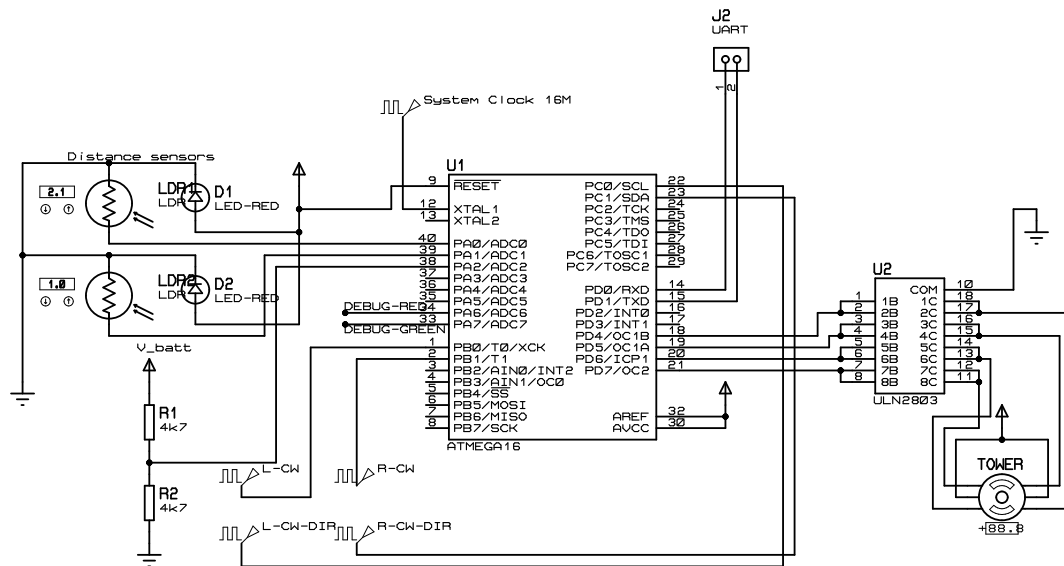 J2
UART
1
2
System Clock 16M
Distance sensors
2.1
LDR1
LDR
D1
LED-RED
1.0
LDR2
LDR
D2
LED-RED
DEBUG-RED
DEBUG-GREEN
V_batt
R1
4k7
R2
4k7
L-CW
R-CW
L-CW-DIR
R-CW-DIR
U1
9 RESET PC0/SCL 22
PC1/SDA 23
12 XTAL1 PC2/TCK 24
13 XTAL2 PC3/TMS 25
PC4/TDO 26
40 PA0/ADC0 PC5/TDI 27
39 PA1/ADC1 PC6/TOSC1 28
38 PA2/ADC2 PC7/TOSC2 29
37 PA3/ADC3
36 PA4/ADC4 PD0/RXD 14
35 PA5/ADC5 PD1/TXD 15
34 PA6/ADC6 PD2/INT0 16
33 PA7/ADC7 PD3/INT1 17
PD4/OC1B 18
1 PB0/T0/XCK PD5/OC1A 19
2 PB1/T1 PD6/ICP1 20
3 PB2/AIN0/INT2 PD7/OC2 21
4 PB3/AIN1/OC0
5 PB4/SS
6 PB5/MOSI
7 PB6/MISO AREF 32
8 PB7/SCK AVCC 30
ATMEGA16
U2
COM 10
1 1B 1C 18
2 2B 2C 17
3 3B 3C 16
4 4B 4C 15
5 5B 5C 14
6 6B 6C 13
7 7B 7C 12
8 8B 8C 11
ULN2803
TOWER
+88.8